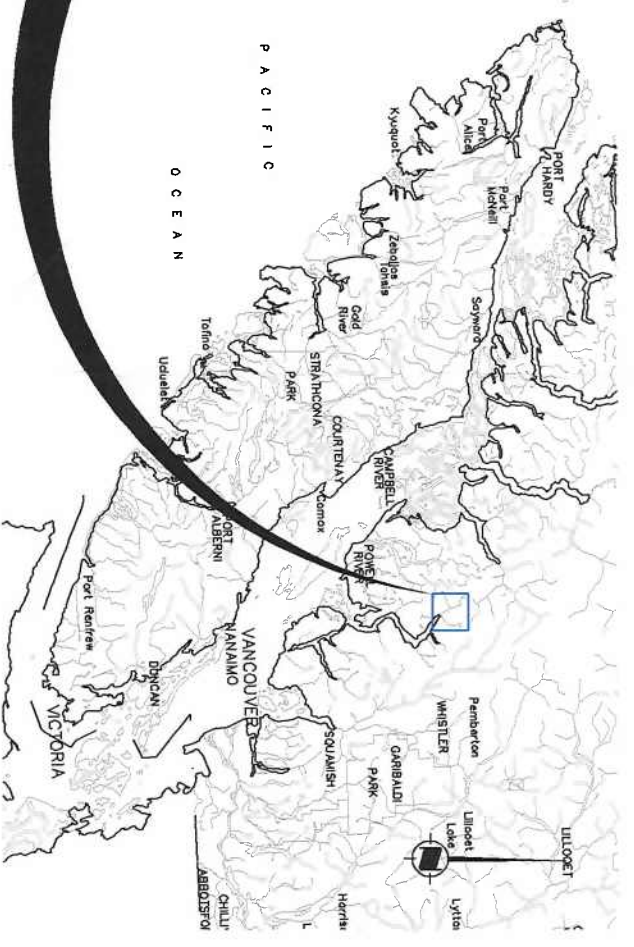 PACIFIC
OCEAN
PORT
HARDY
Port
Alice
Kyuquot
Port
McNeill
Zeballos
Tahsis
Gold
River
Sayward
Tofino
Ucluelet
STRATHCONA
PARK
COURTENAY
CAMPBELL
RIVER
Comox
PORT
ALBERNI
POWELL
RIVER
Port Renfrew
DUNCAN
NANAIMO
VANCOUVER
VICTORIA
SQUAMISH
WHISTLER
Pemberton
GARIBALDI
PARK
Lillooet
Lake
LILLOOET
Lytto
Harris
L
CHILLI
ABBOTSFO